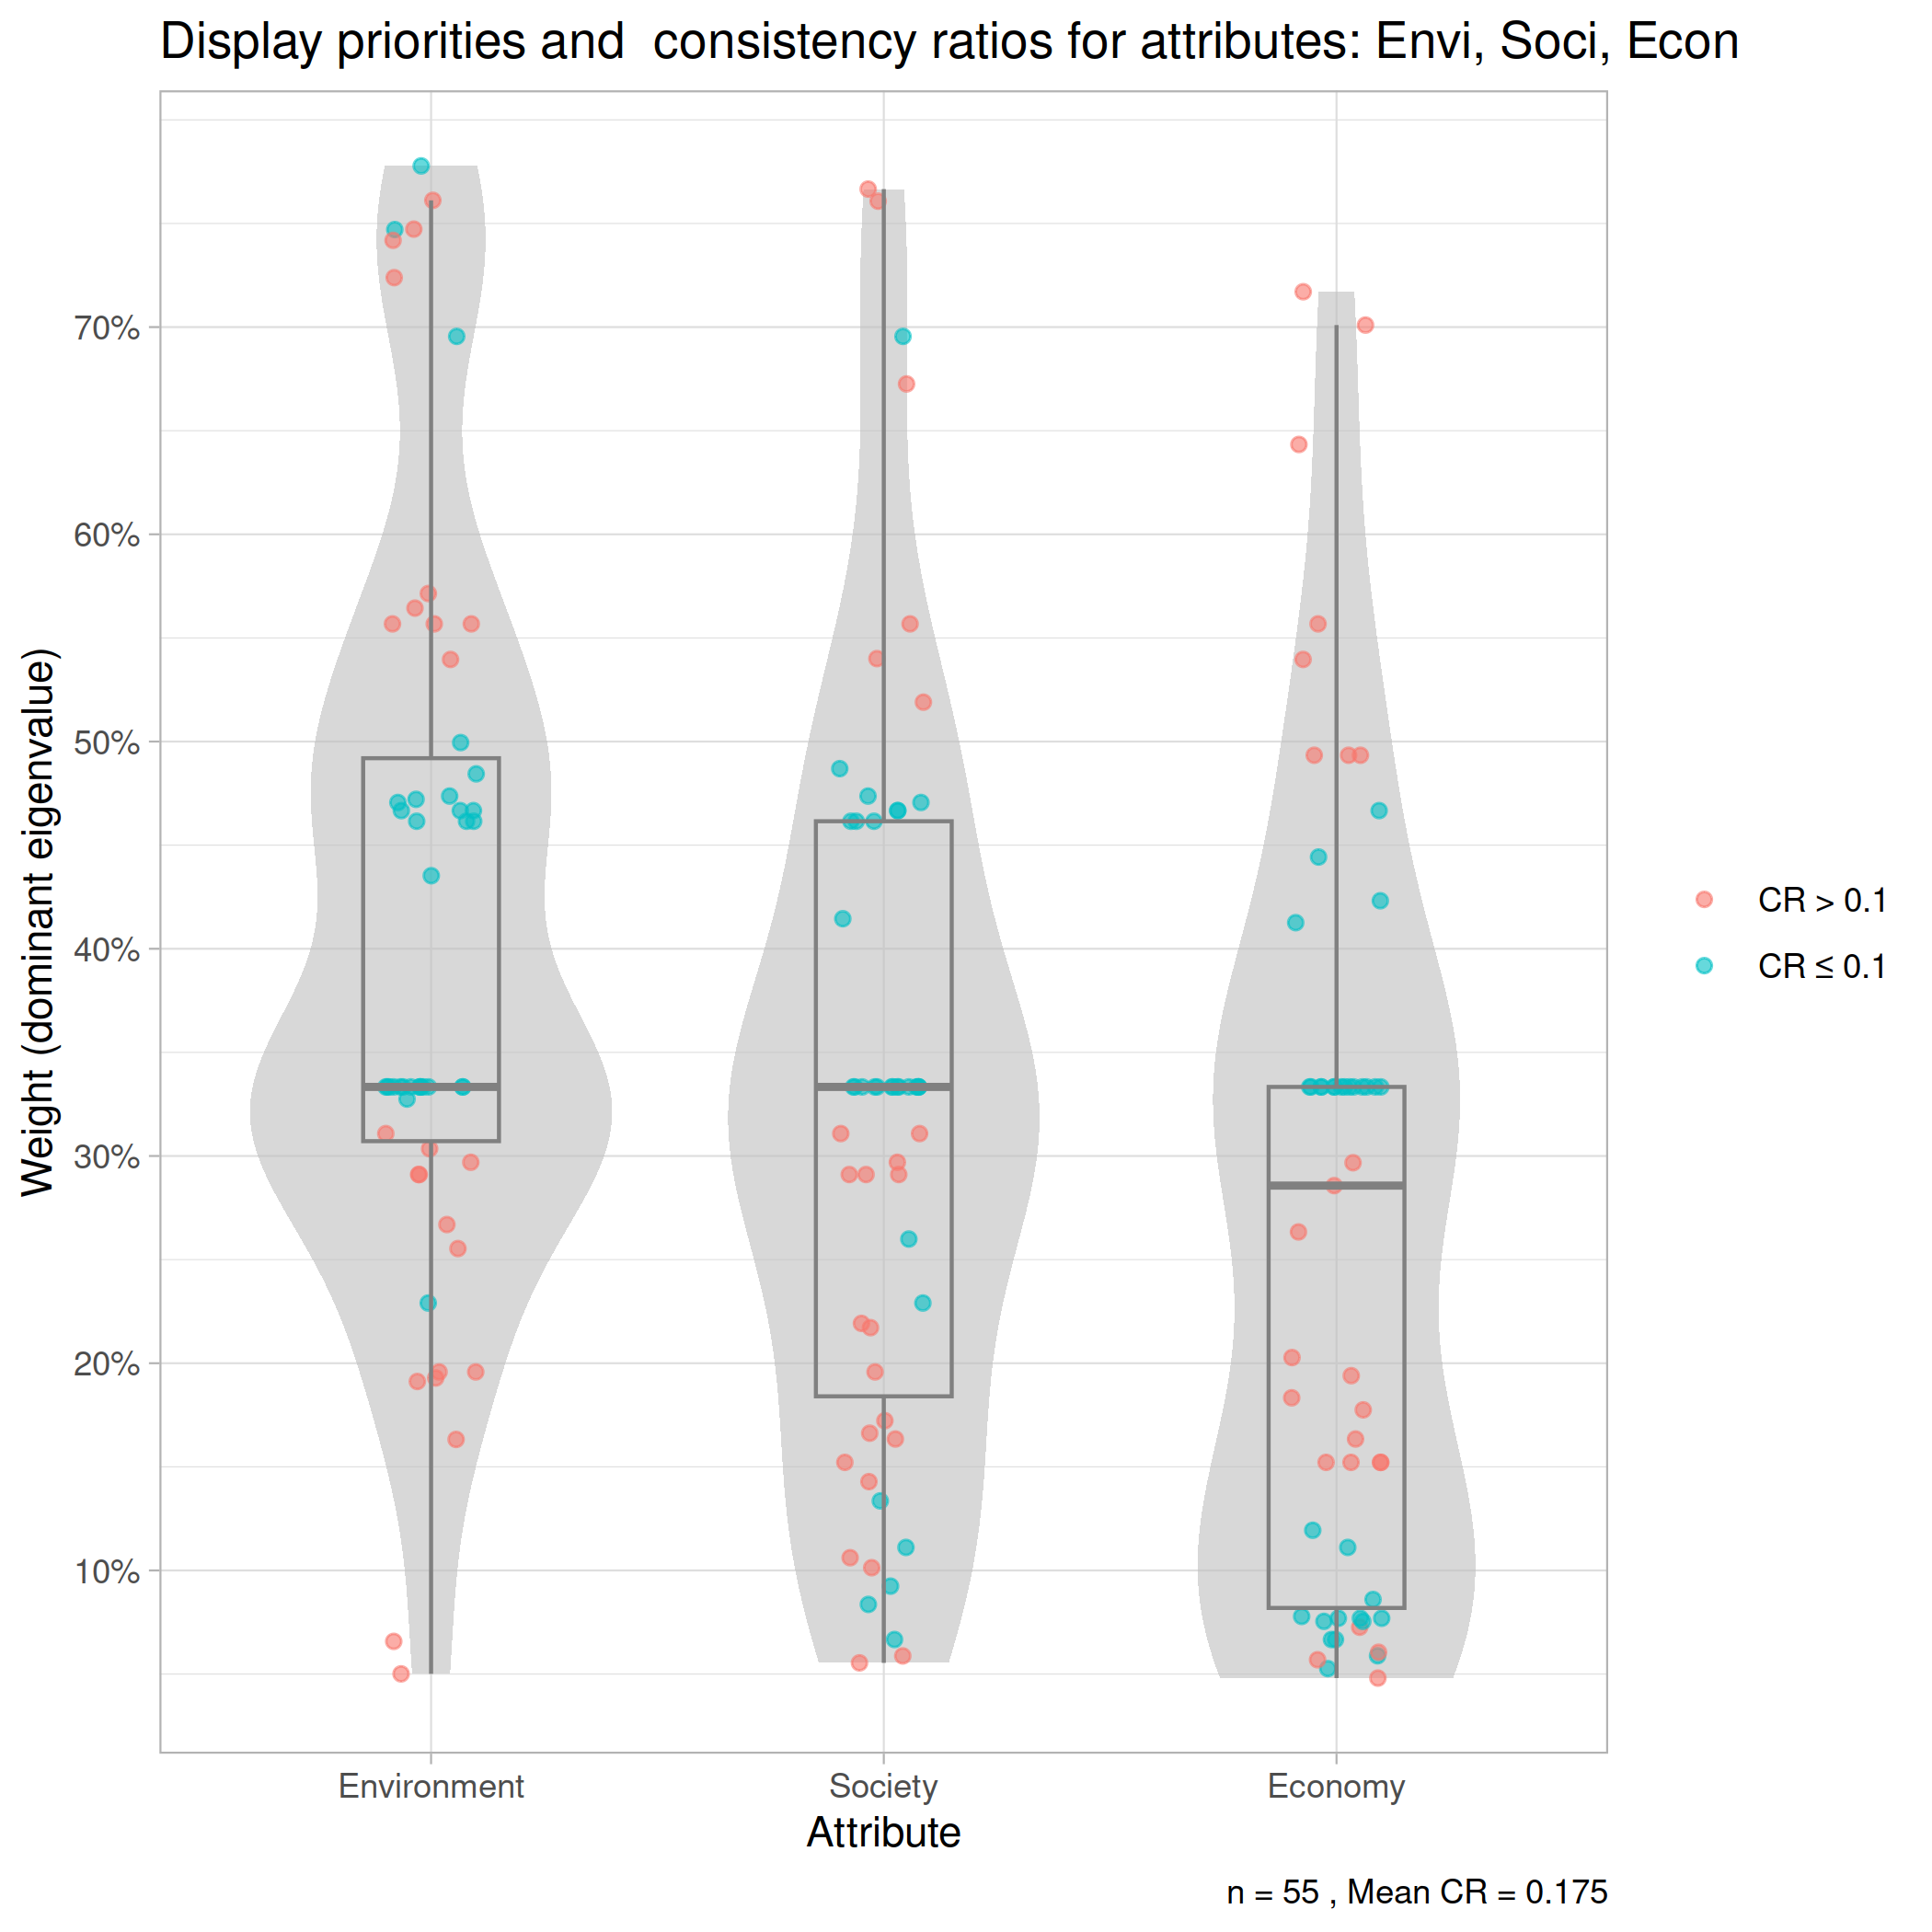 Display priorities and  consistency ratios for attributes: Envi, Soci, Econ
Weight (dominant eigenvalue)
70%
60%
50%
40%
30%
20%
10%
CR > 0.1
CR ≤ 0.1
Environment
Society
Economy
Attribute
n = 55 , Mean CR = 0.175